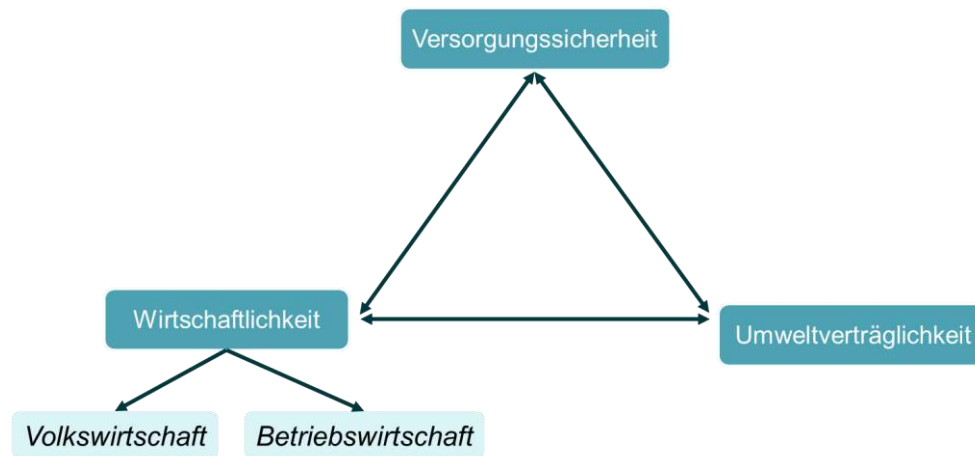 Versorgungssicherheit
Wirtschaftlichkeit
Umweltverträglichkeit
Volkswirtschaft
Betriebswirtschaft